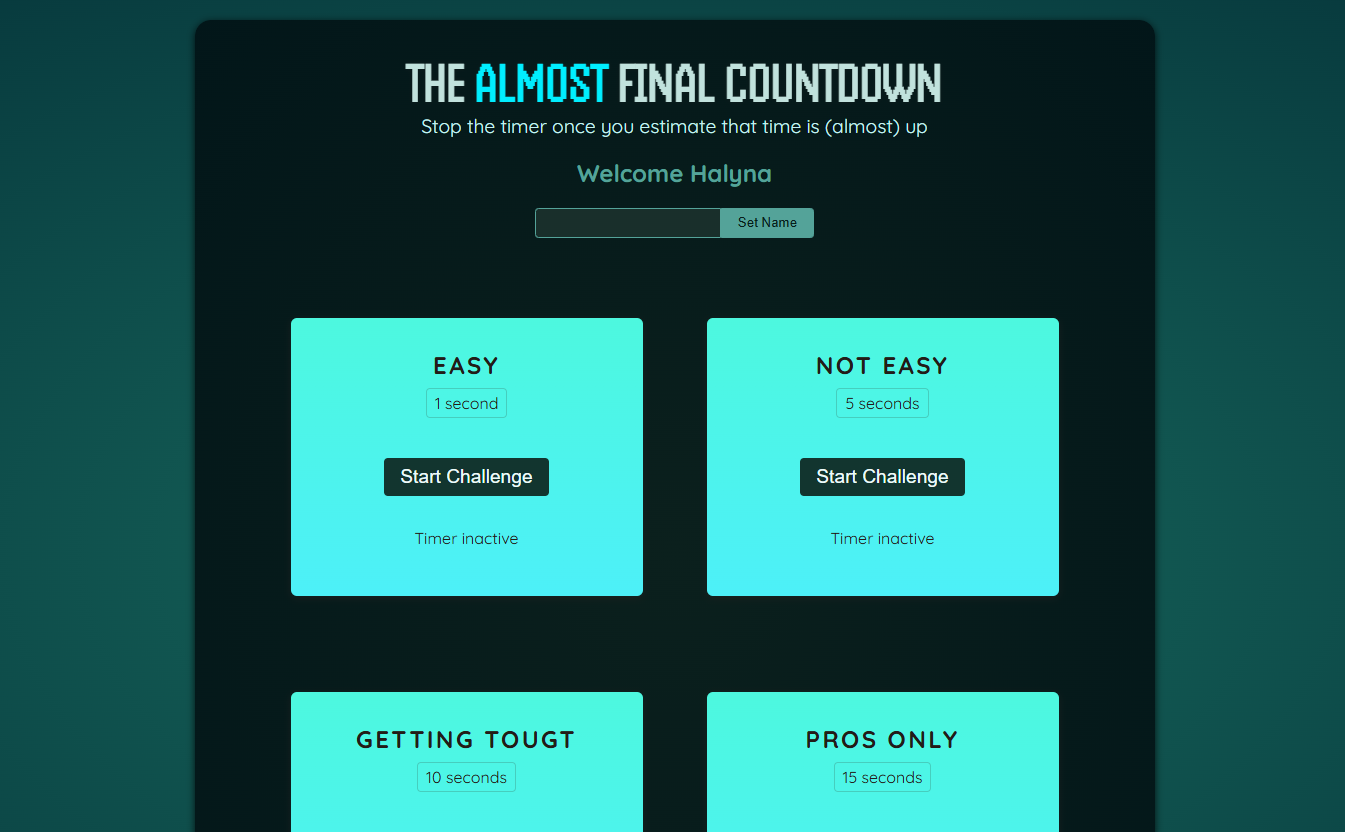 THE ALMOST FINAL COUNTDOWN
Stop the timer once you estimate that time is (almost) up
Welcome Halyna
Set Name
EASY
1 second
Start Challenge
Timer inactive
NOT EASY
5 seconds
Start Challenge
Timer inactive
GETTING TOUGT
10 seconds
PROS ONLY
15 seconds